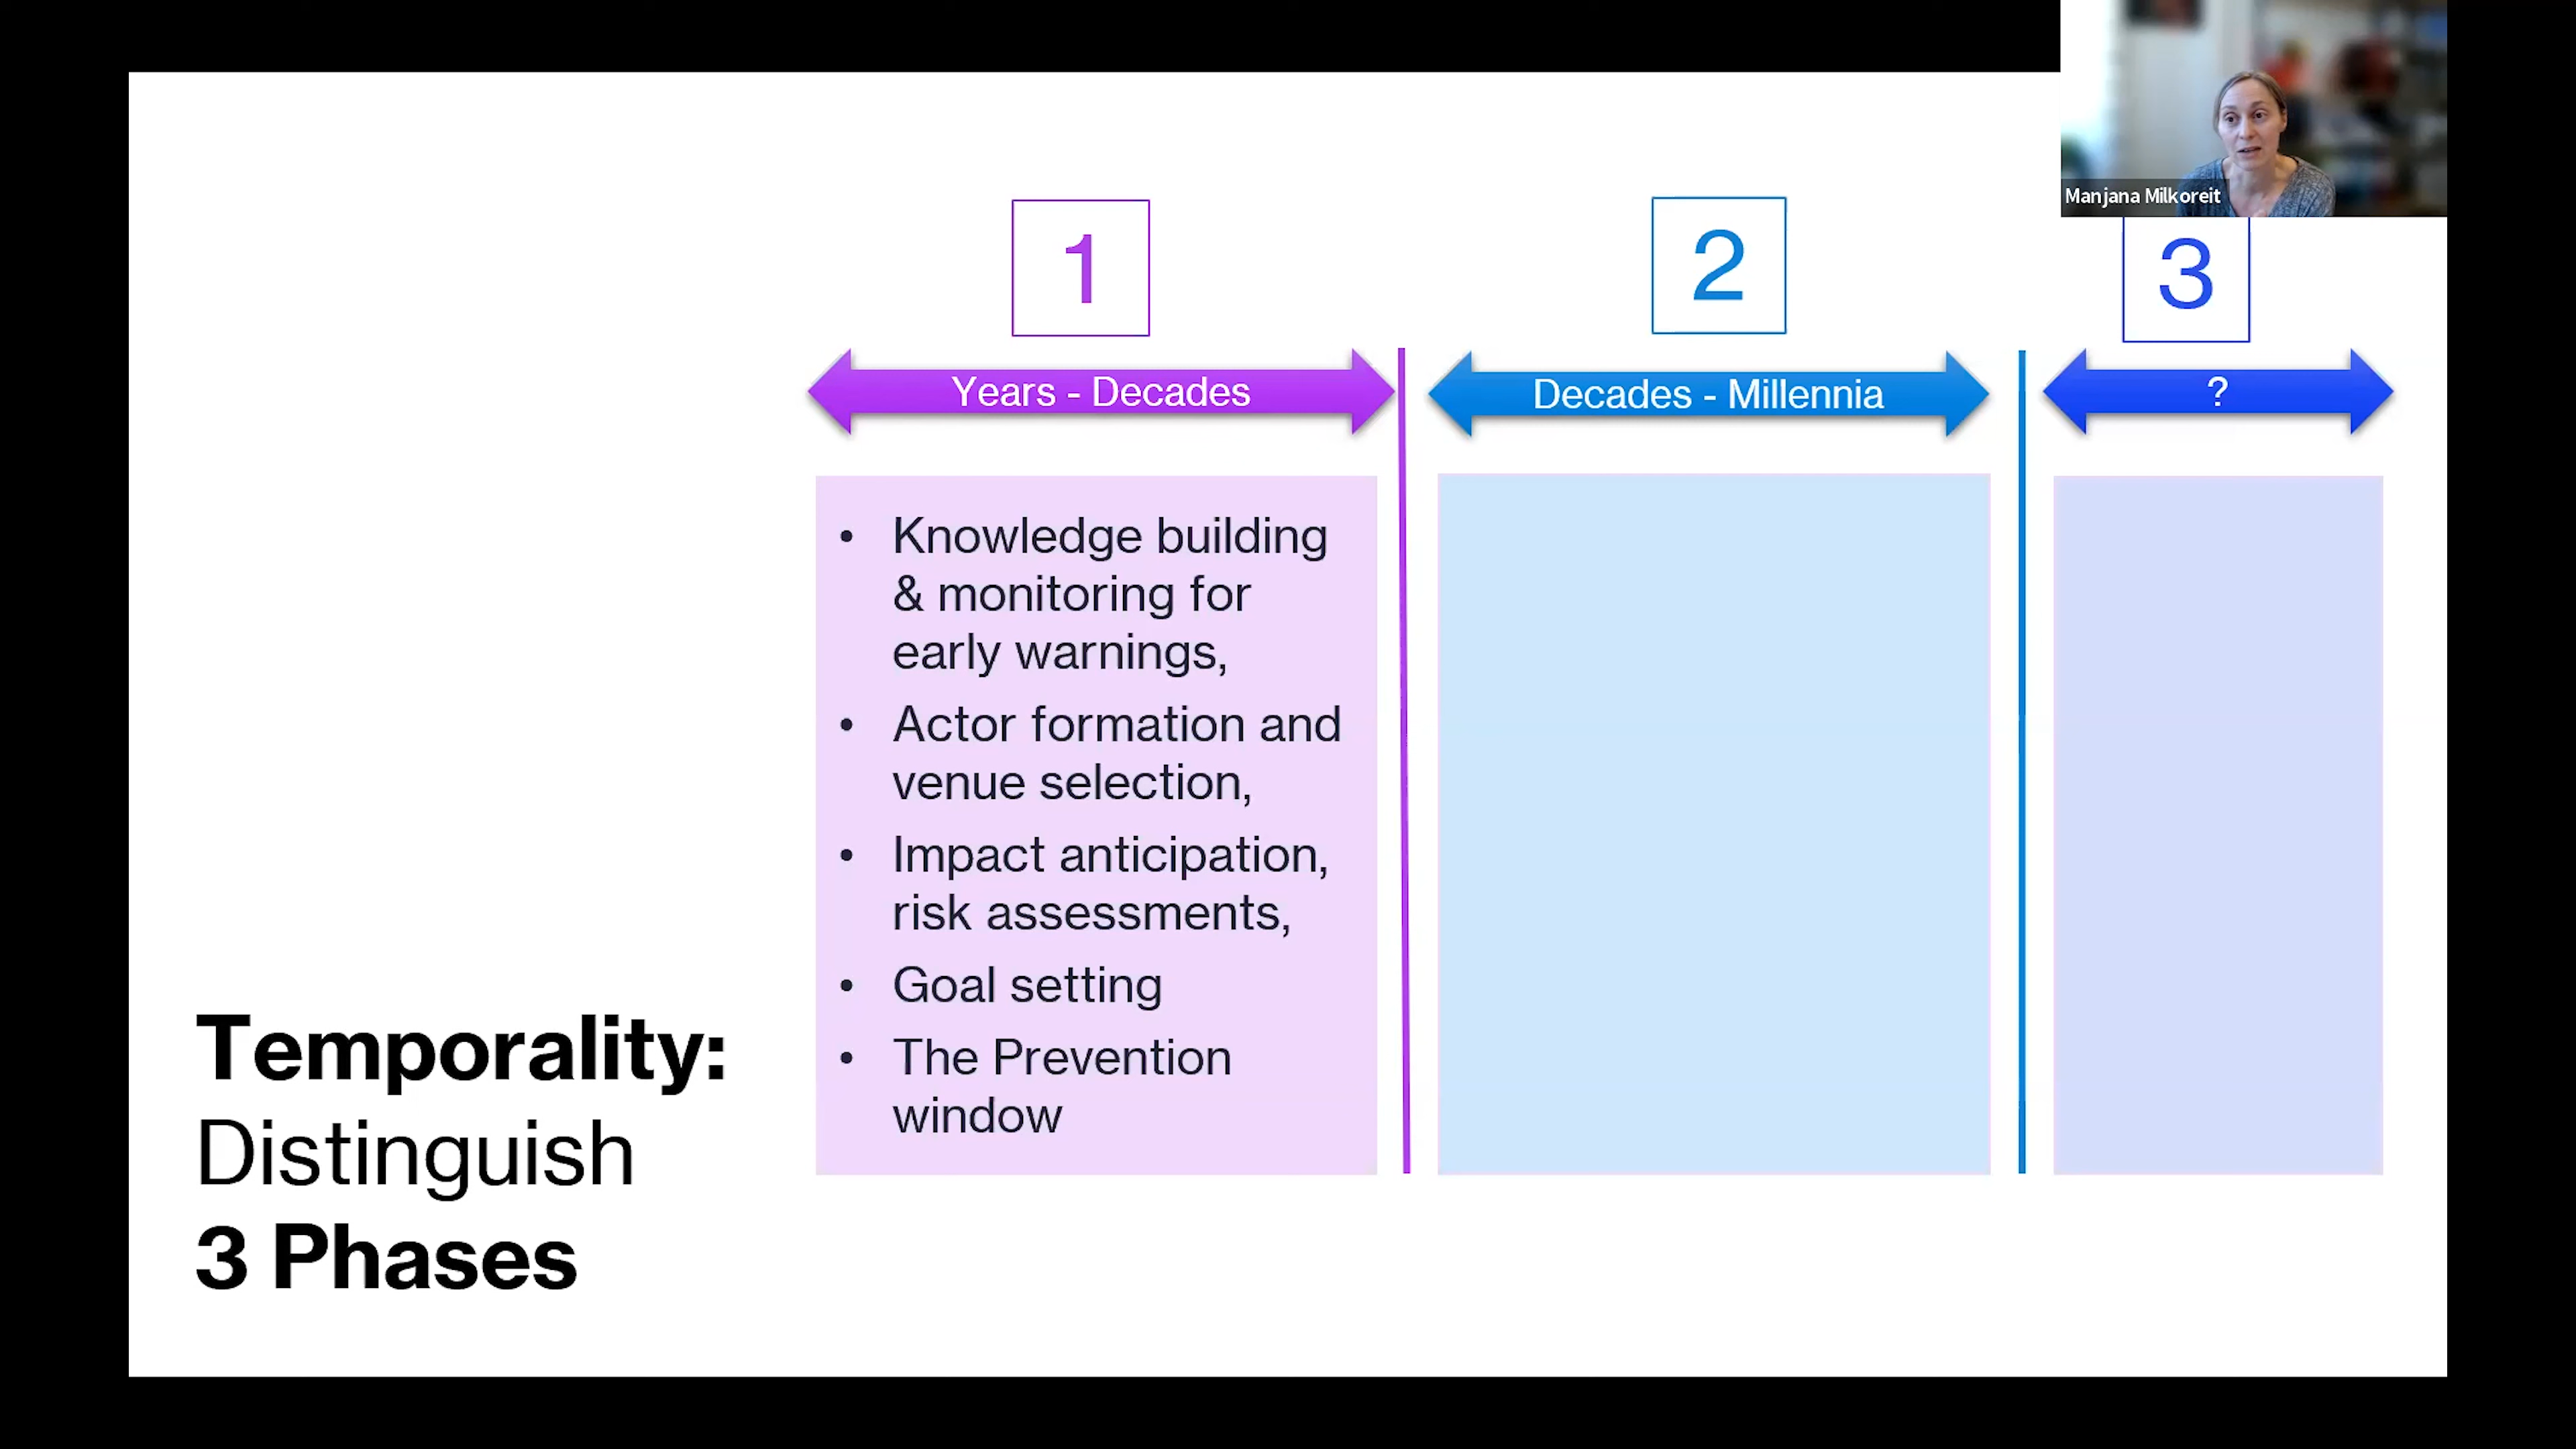 Manjana Milkoreit
1
2
3
Years - Decades
Decades - Millennia
?
• Knowledge building
& monitoring for
early warnings,
• Actor formation and
venue selection,
• Impact anticipation,
risk assessments,
• Goal setting
• The Prevention
window
Temporality:
Distinguish
3 Phases